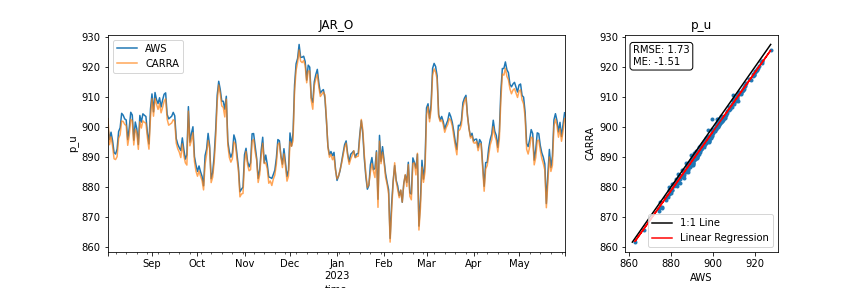 JAR_O
p_u
930
920
910
900
890
880
870
860
p_u
AWS
CARRA
Sep
Oct
Nov
Dec
Jan
2023
Feb
Mar
Apr
May
time
p_u
930
920
910
900
890
880
870
860
CARRA
RMSE: 1.73
ME: -1.51
1:1 Line
Linear Regression
860
880
900
920
AWS